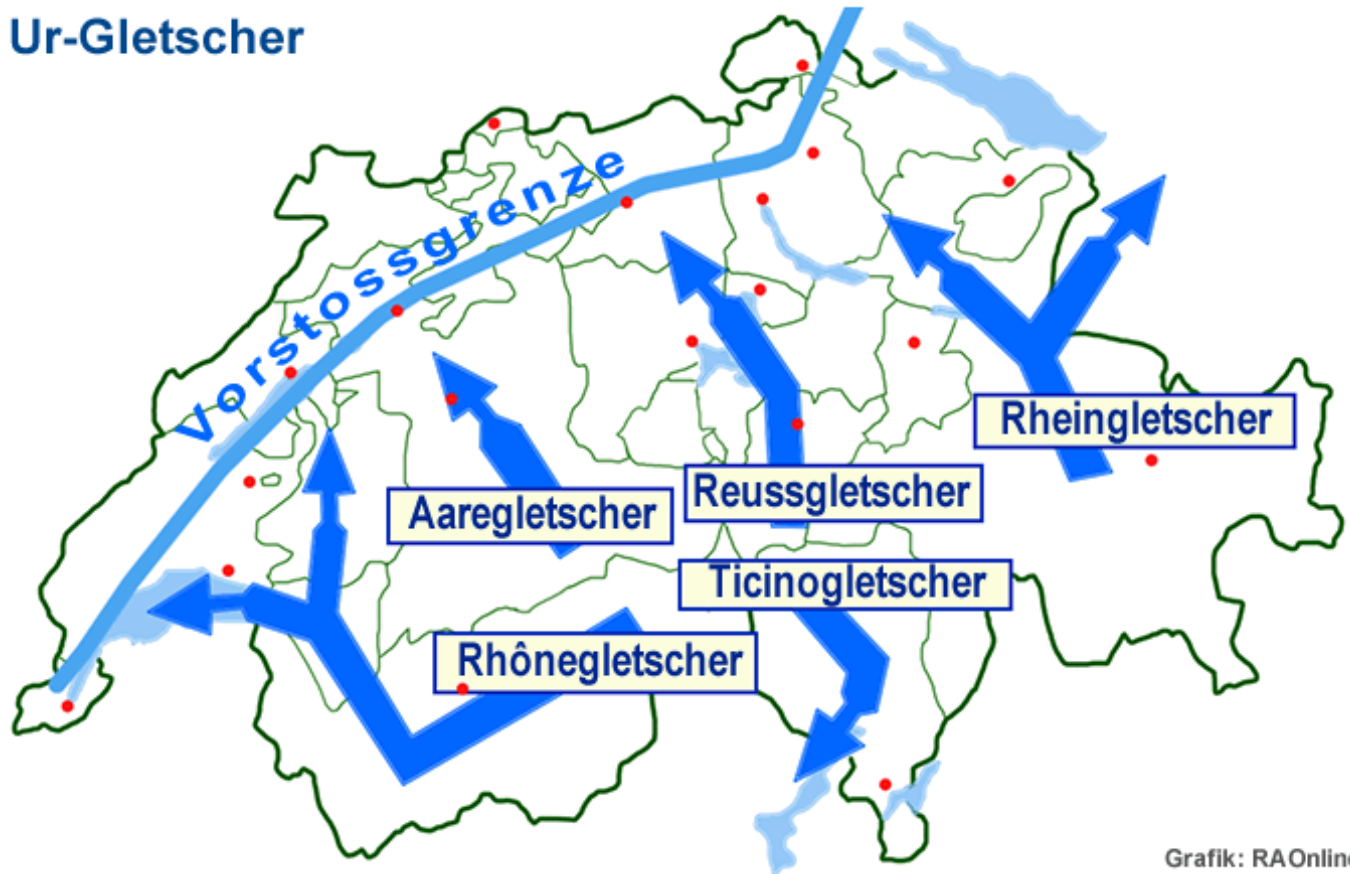 Ur-Gletscher
Vorstossgrenze
Rheingletscher
Reussgletscher
Aaregletscher
Ticinogletscher
Rhônegletscher
Grafik: RAOnline